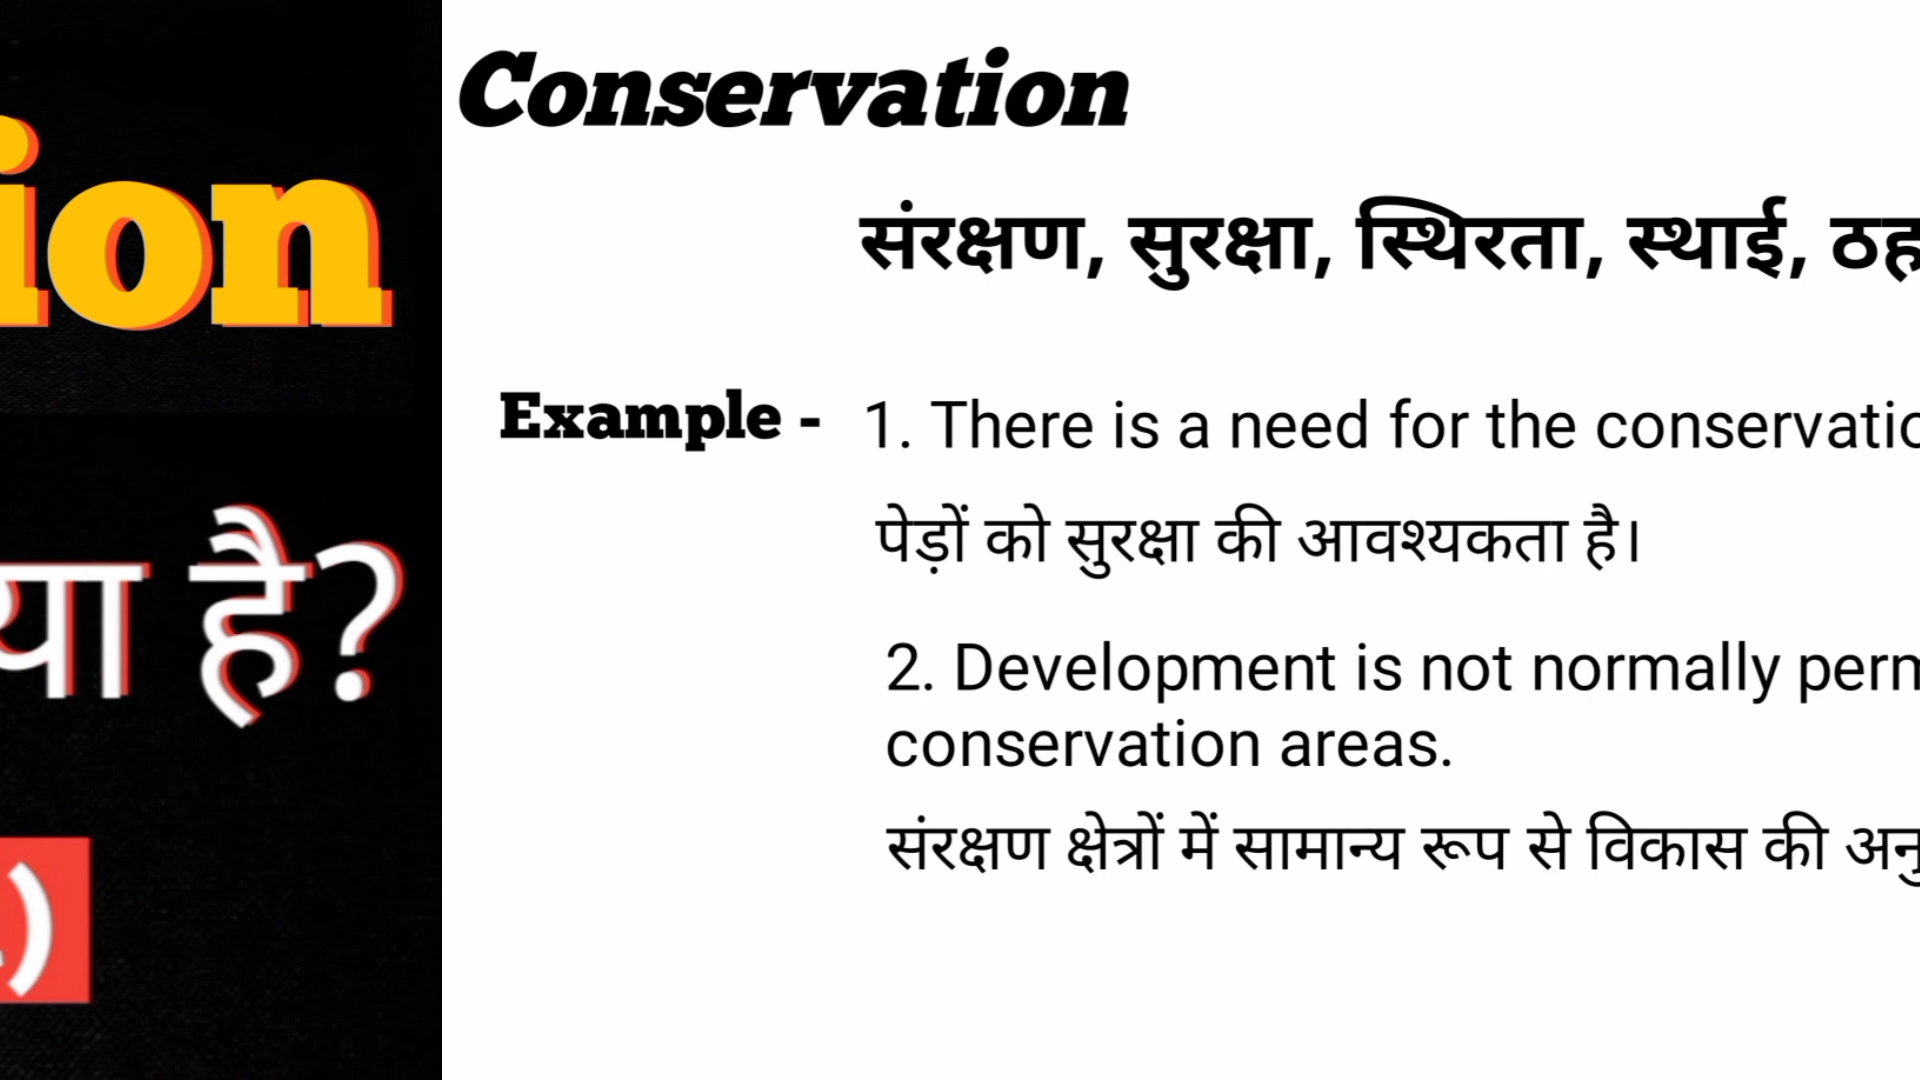 ion
या है?
)
Conservation
संरक्षण, सुरक्षा, स्थिरता, स्थाई,
Example - 1. There is a need for the
पेड़ों को सुरक्षा की आवश्यकता है।
2. Development is not normally
conservation areas.
संरक्षण क्षेत्रों में सामान्य रूप से विकास की